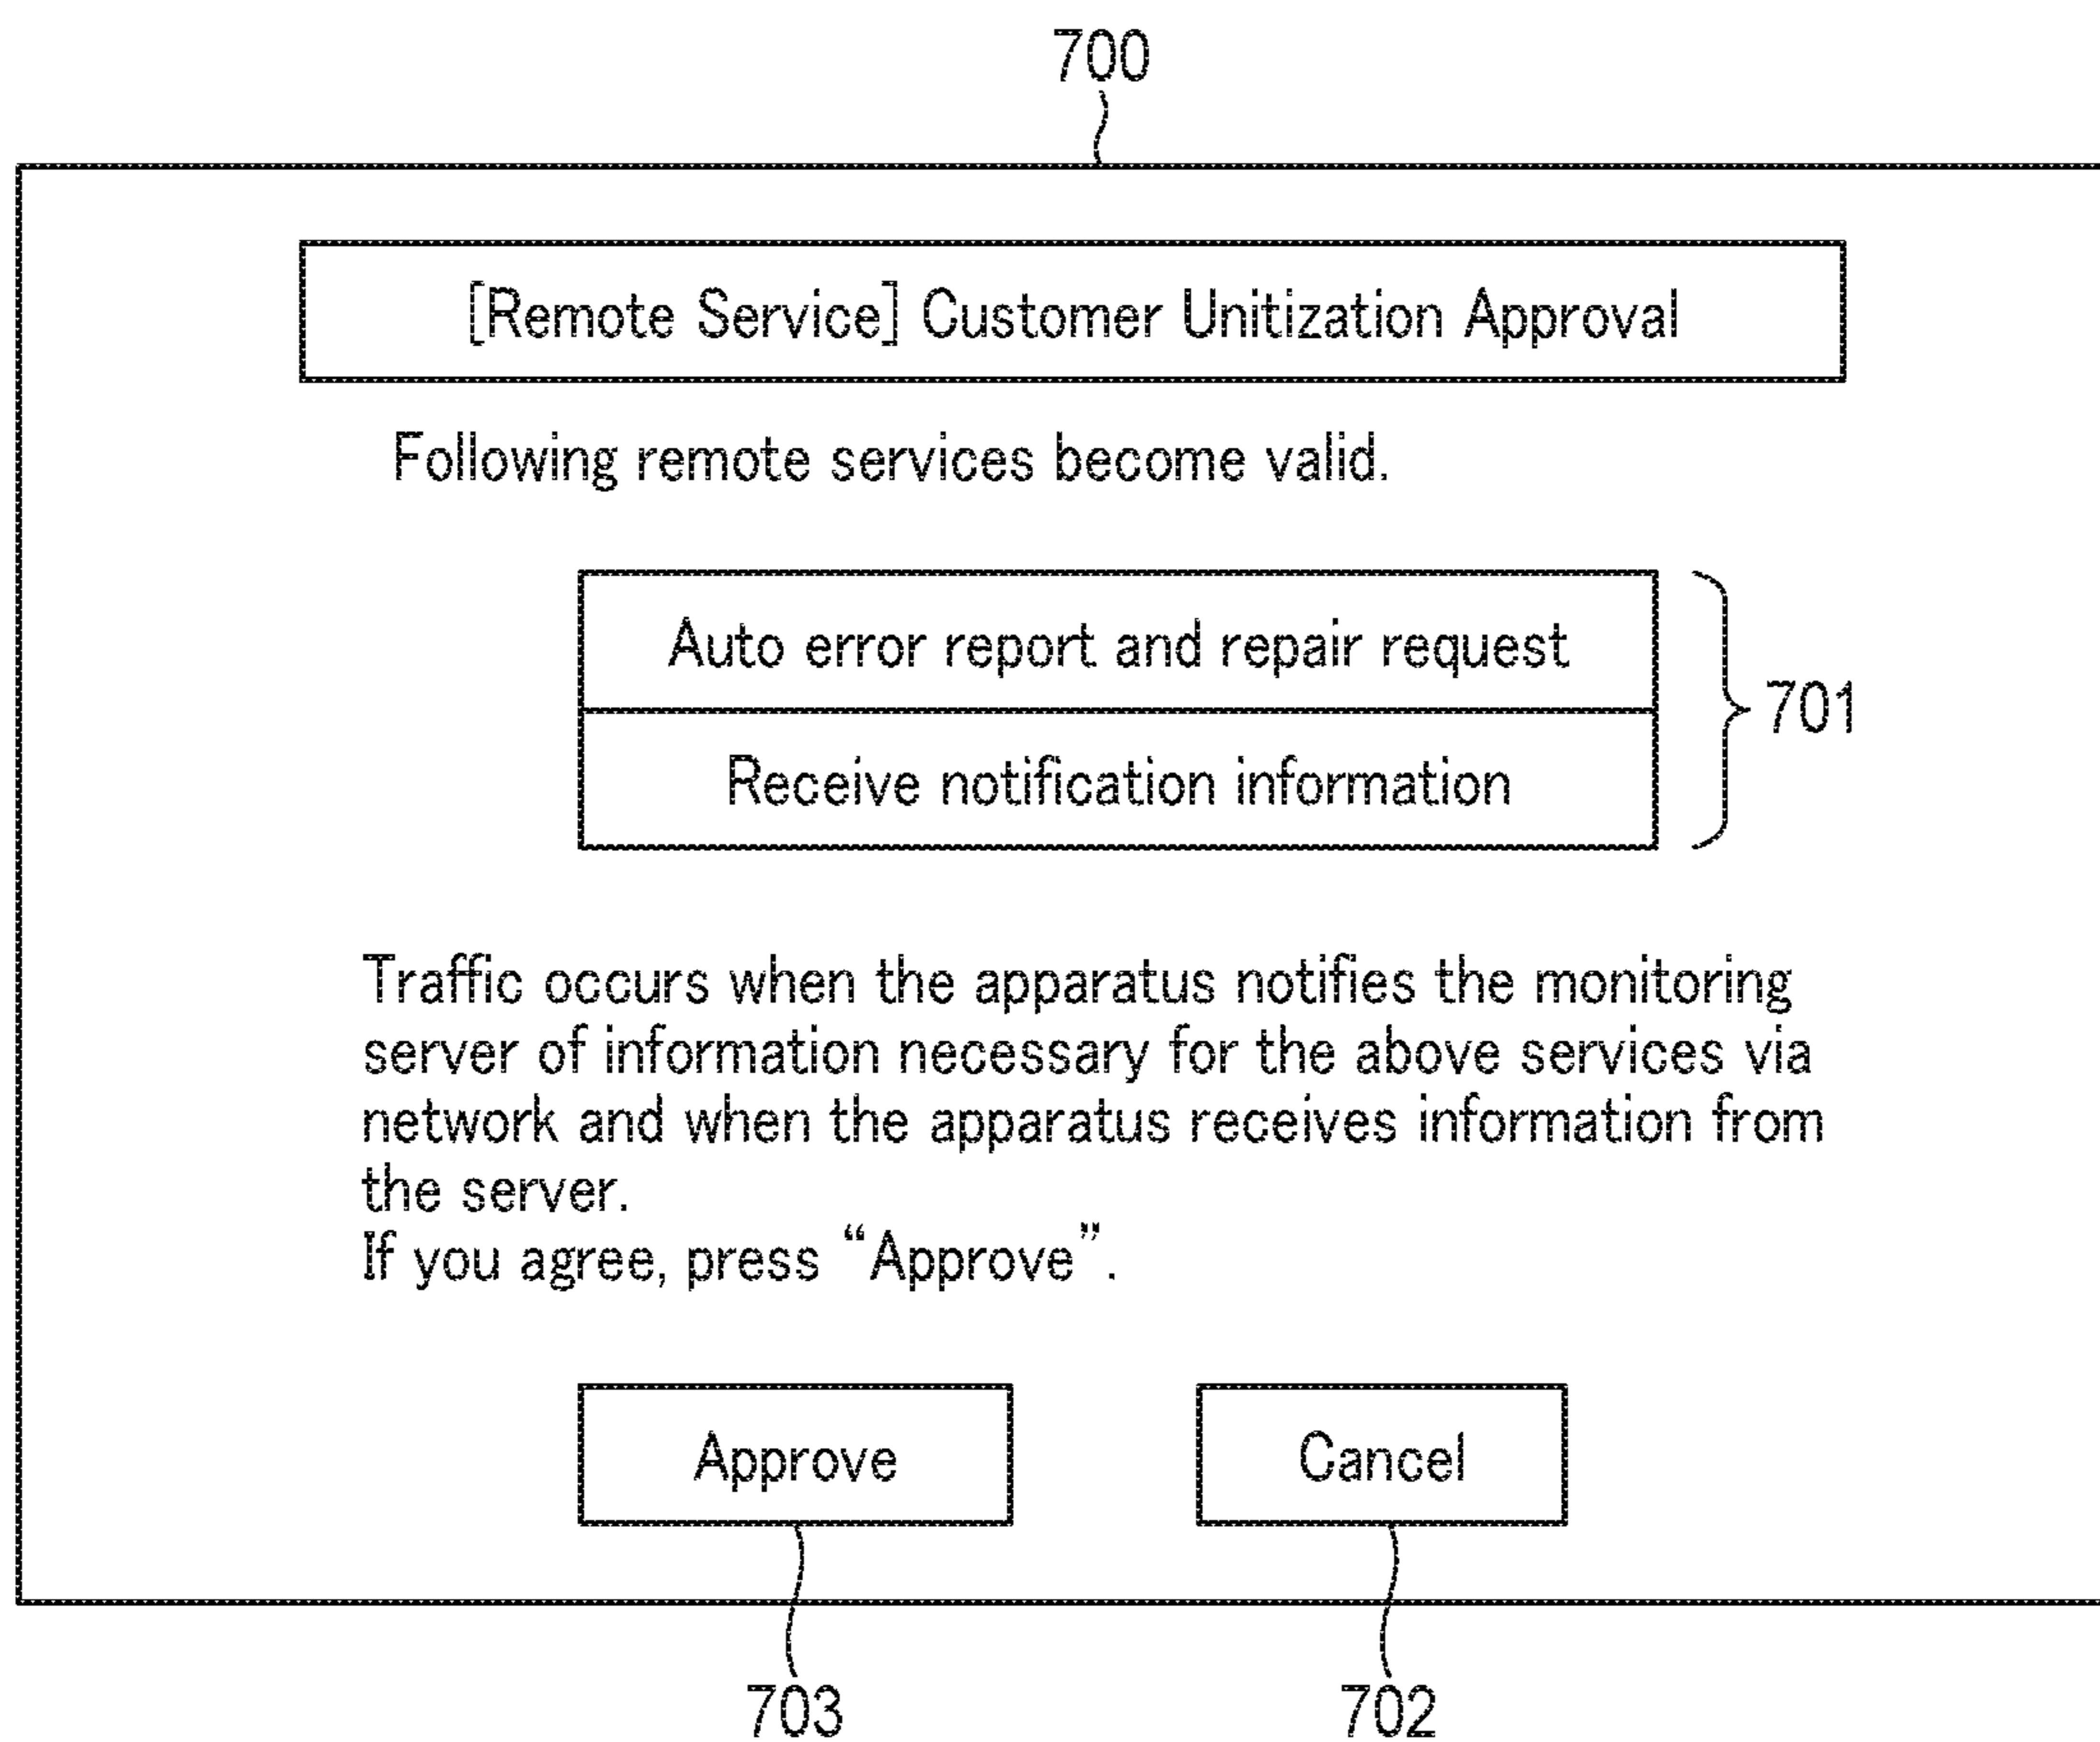 700
[Remote Service] Customer Unitization Approval
Following remote services become valid.
Auto error report and repair request
701
Receive notification information
Traffic occurs when the apparatus notifies the monitoring
server of information necessary for the above services via
network and when the apparatus receives information from
the server.
If you agree, press “Approve”.
Approve
Cancel
703
702